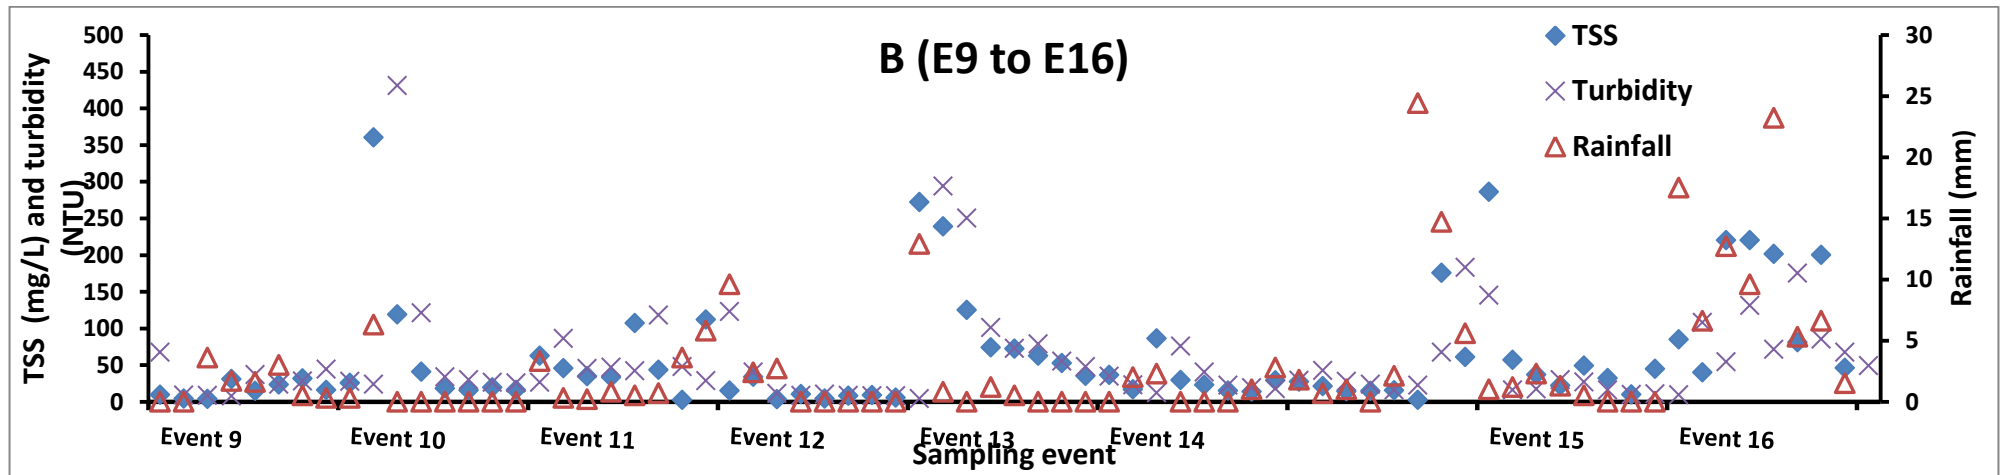 B (E9 to E16)
TSS (mg/L) and turbidity
(NTU)
500
450
400
350
300
250
200
150
100
50
0
TSS
Turbidity
Rainfall
30
25
20
15
10
5
0
Rainfall (mm)
Event 9
Event 10
Event 11
Event 12
Event 13
Event 14
Event 15
Event 16
Sampling event